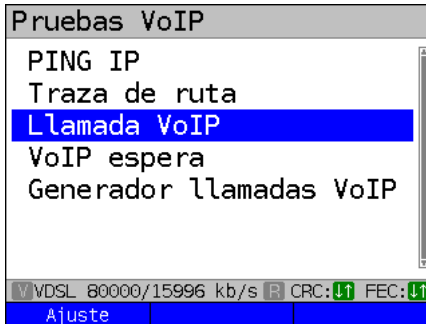 Pruebas VoIP
PING IP
Traza de ruta
Llamada VoIP
VoIP espera
Generador llamadas VoIP
V VDSL 80000/15996 kb/s R CRC:↓↑ FEC:↓↑
Ajuste